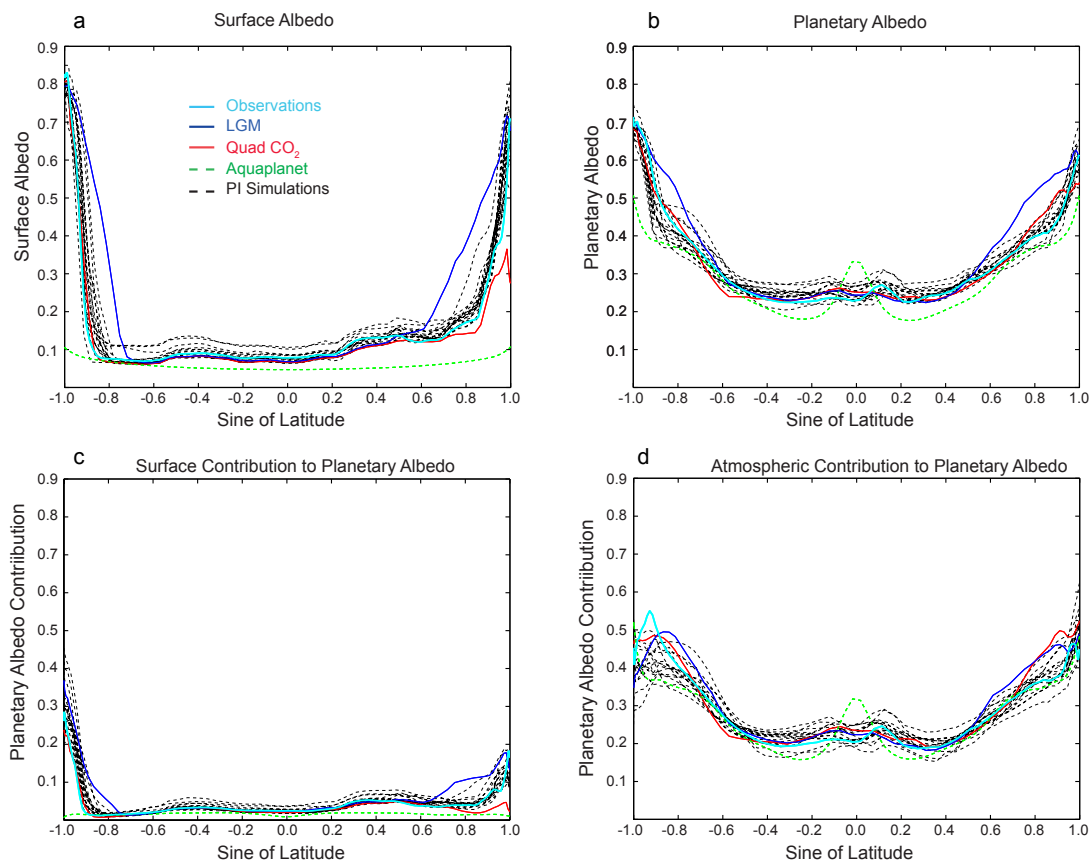 a
Surface Albedo
0.9
0.8
0.7
0.6
0.5
0.4
0.3
0.2
0.1
Surface Albedo
Observations
LGM
Quad CO2
Aquaplanet
PI Simulations
-1.0 -0.8 -0.6 -0.4 -0.2 0.0 0.2 0.4 0.6 0.8 1.0
Sine of Latitude
b
Planetary Albedo
0.9
0.8
0.7
0.6
0.5
0.4
0.3
0.2
0.1
Planetary Albedo
-1.0 -0.8 -0.6 -0.4 -0.2 0.0 0.2 0.4 0.6 0.8 1.0
Sine of Latitude
c
Surface Contribution to Planetary Albedo
0.9
0.8
0.7
0.6
0.5
0.4
0.3
0.2
0.1
Planetary Albedo Contriibution
-1.0 -0.8 -0.6 -0.4 -0.2 0.0 0.2 0.4 0.6 0.8 1.0
Sine of Latitude
d
Atmospheric Contribution to Planetary Albedo
0.9
0.8
0.7
0.6
0.5
0.4
0.3
0.2
0.1
Planetary Albedo Contribution
-1.0 -0.8 -0.6 -0.4 -0.2 0.0 0.2 0.4 0.6 0.8 1.0
Sine of Latitude